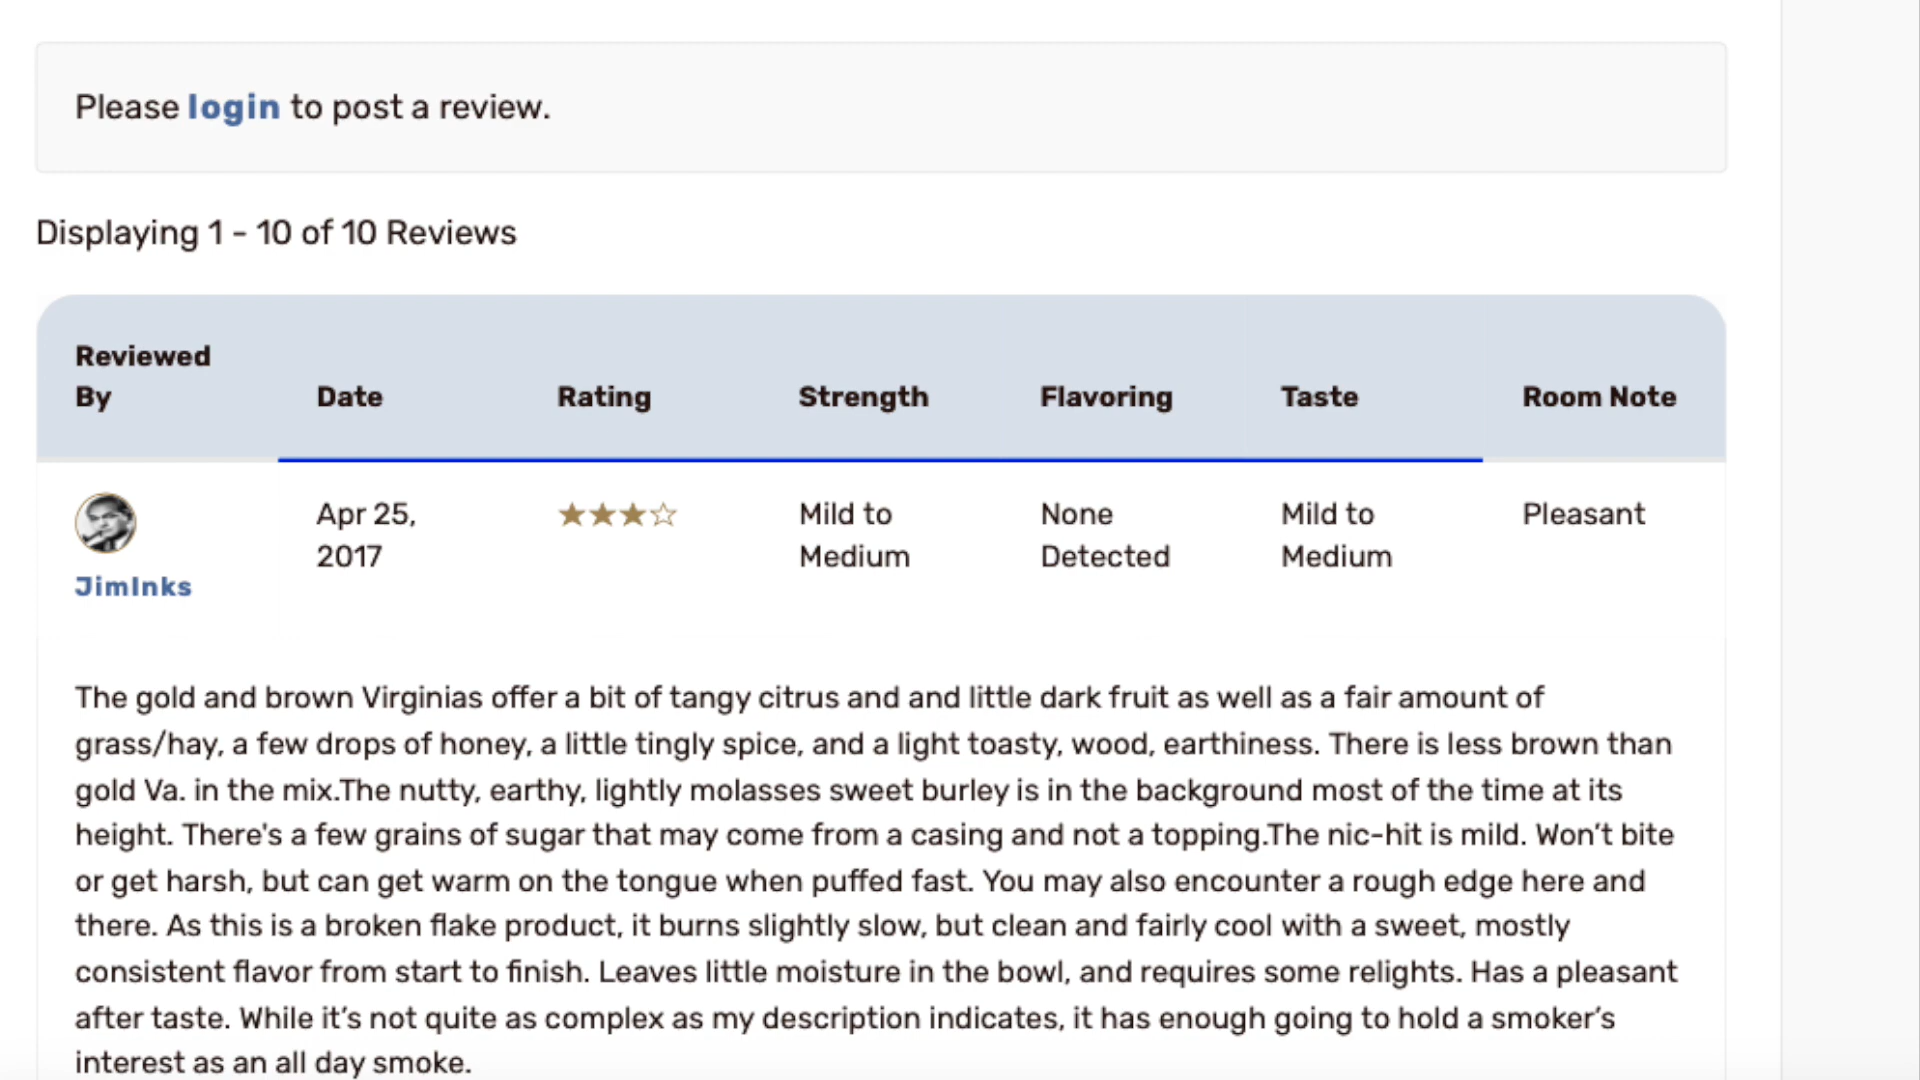 Please login to post a review.
Displaying 1 - 10 of 10 Reviews
Reviewed By Date Rating Strength Flavoring Taste Room Note
JimInks Apr 25, 2017 Mild to Medium None Detected Mild to Medium Pleasant
The gold and brown Virginias offer a bit of tangy citrus and and little dark fruit as well as a fair amount of
grass/hay, a few drops of honey, a little tingly spice, and a light toasty, wood, earthiness. There is less brown than
gold Va. in the mix.The nutty, earthy, lightly molasses sweet burley is in the background most of the time at its
height. There's a few grains of sugar that may come from a casing and not a topping.The nic-hit is mild. Won’t bite
or get harsh, but can get warm on the tongue when puffed fast. You may also encounter a rough edge here and
there. As this is a broken flake product, it burns slightly slow, but clean and fairly cool with a sweet, mostly
consistent flavor from start to finish. Leaves little moisture in the bowl, and requires some relights. Has a pleasant
after taste. While it’s not quite as complex as my description indicates, it has enough going to hold a smoker’s
interest as an all day smoke.